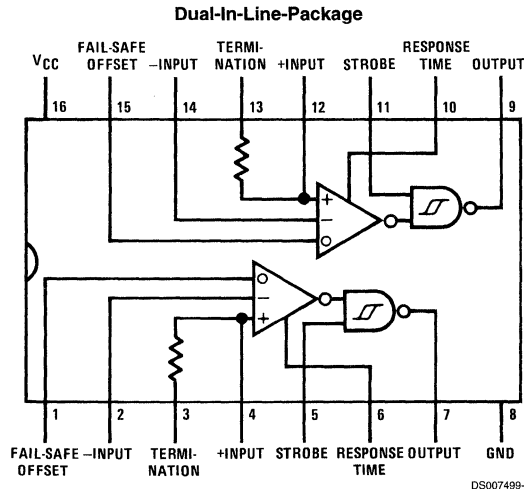 Dual-In-Line-Package
VCC
FAIL-SAFE
OFFSET
–INPUT
TERMI-
NATION
+INPUT
STROBE
RESPONSE
TIME
OUTPUT
16
15
14
13
12
11
10
9
+
–
O
O
–
+
1
2
3
4
5
6
7
8
FAIL-SAFE
OFFSET
–INPUT
TERMI-
NATION
+INPUT
STROBE
RESPONSE
TIME
OUTPUT
GND
DS007499-